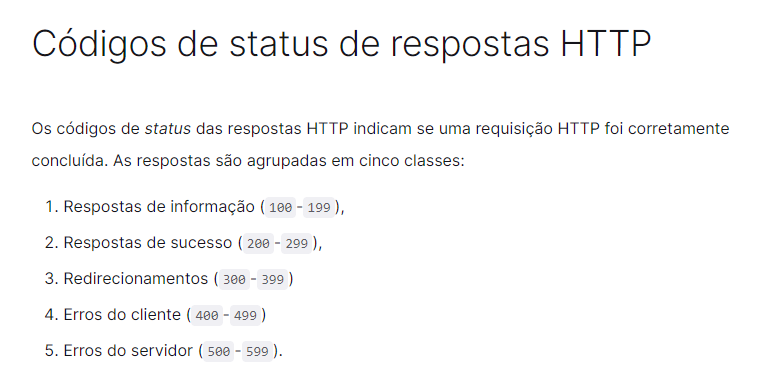 Códigos de status de respostas HTTP
Os códigos de status das respostas HTTP indicam se uma requisição HTTP foi corretamente
concluída. As respostas são agrupadas em cinco classes:
1. Respostas de informação (100-199),
2. Respostas de sucesso (200-299),
3. Redirecionamentos (300-399)
4. Erros do cliente (400-499)
5. Erros do servidor (500-599).